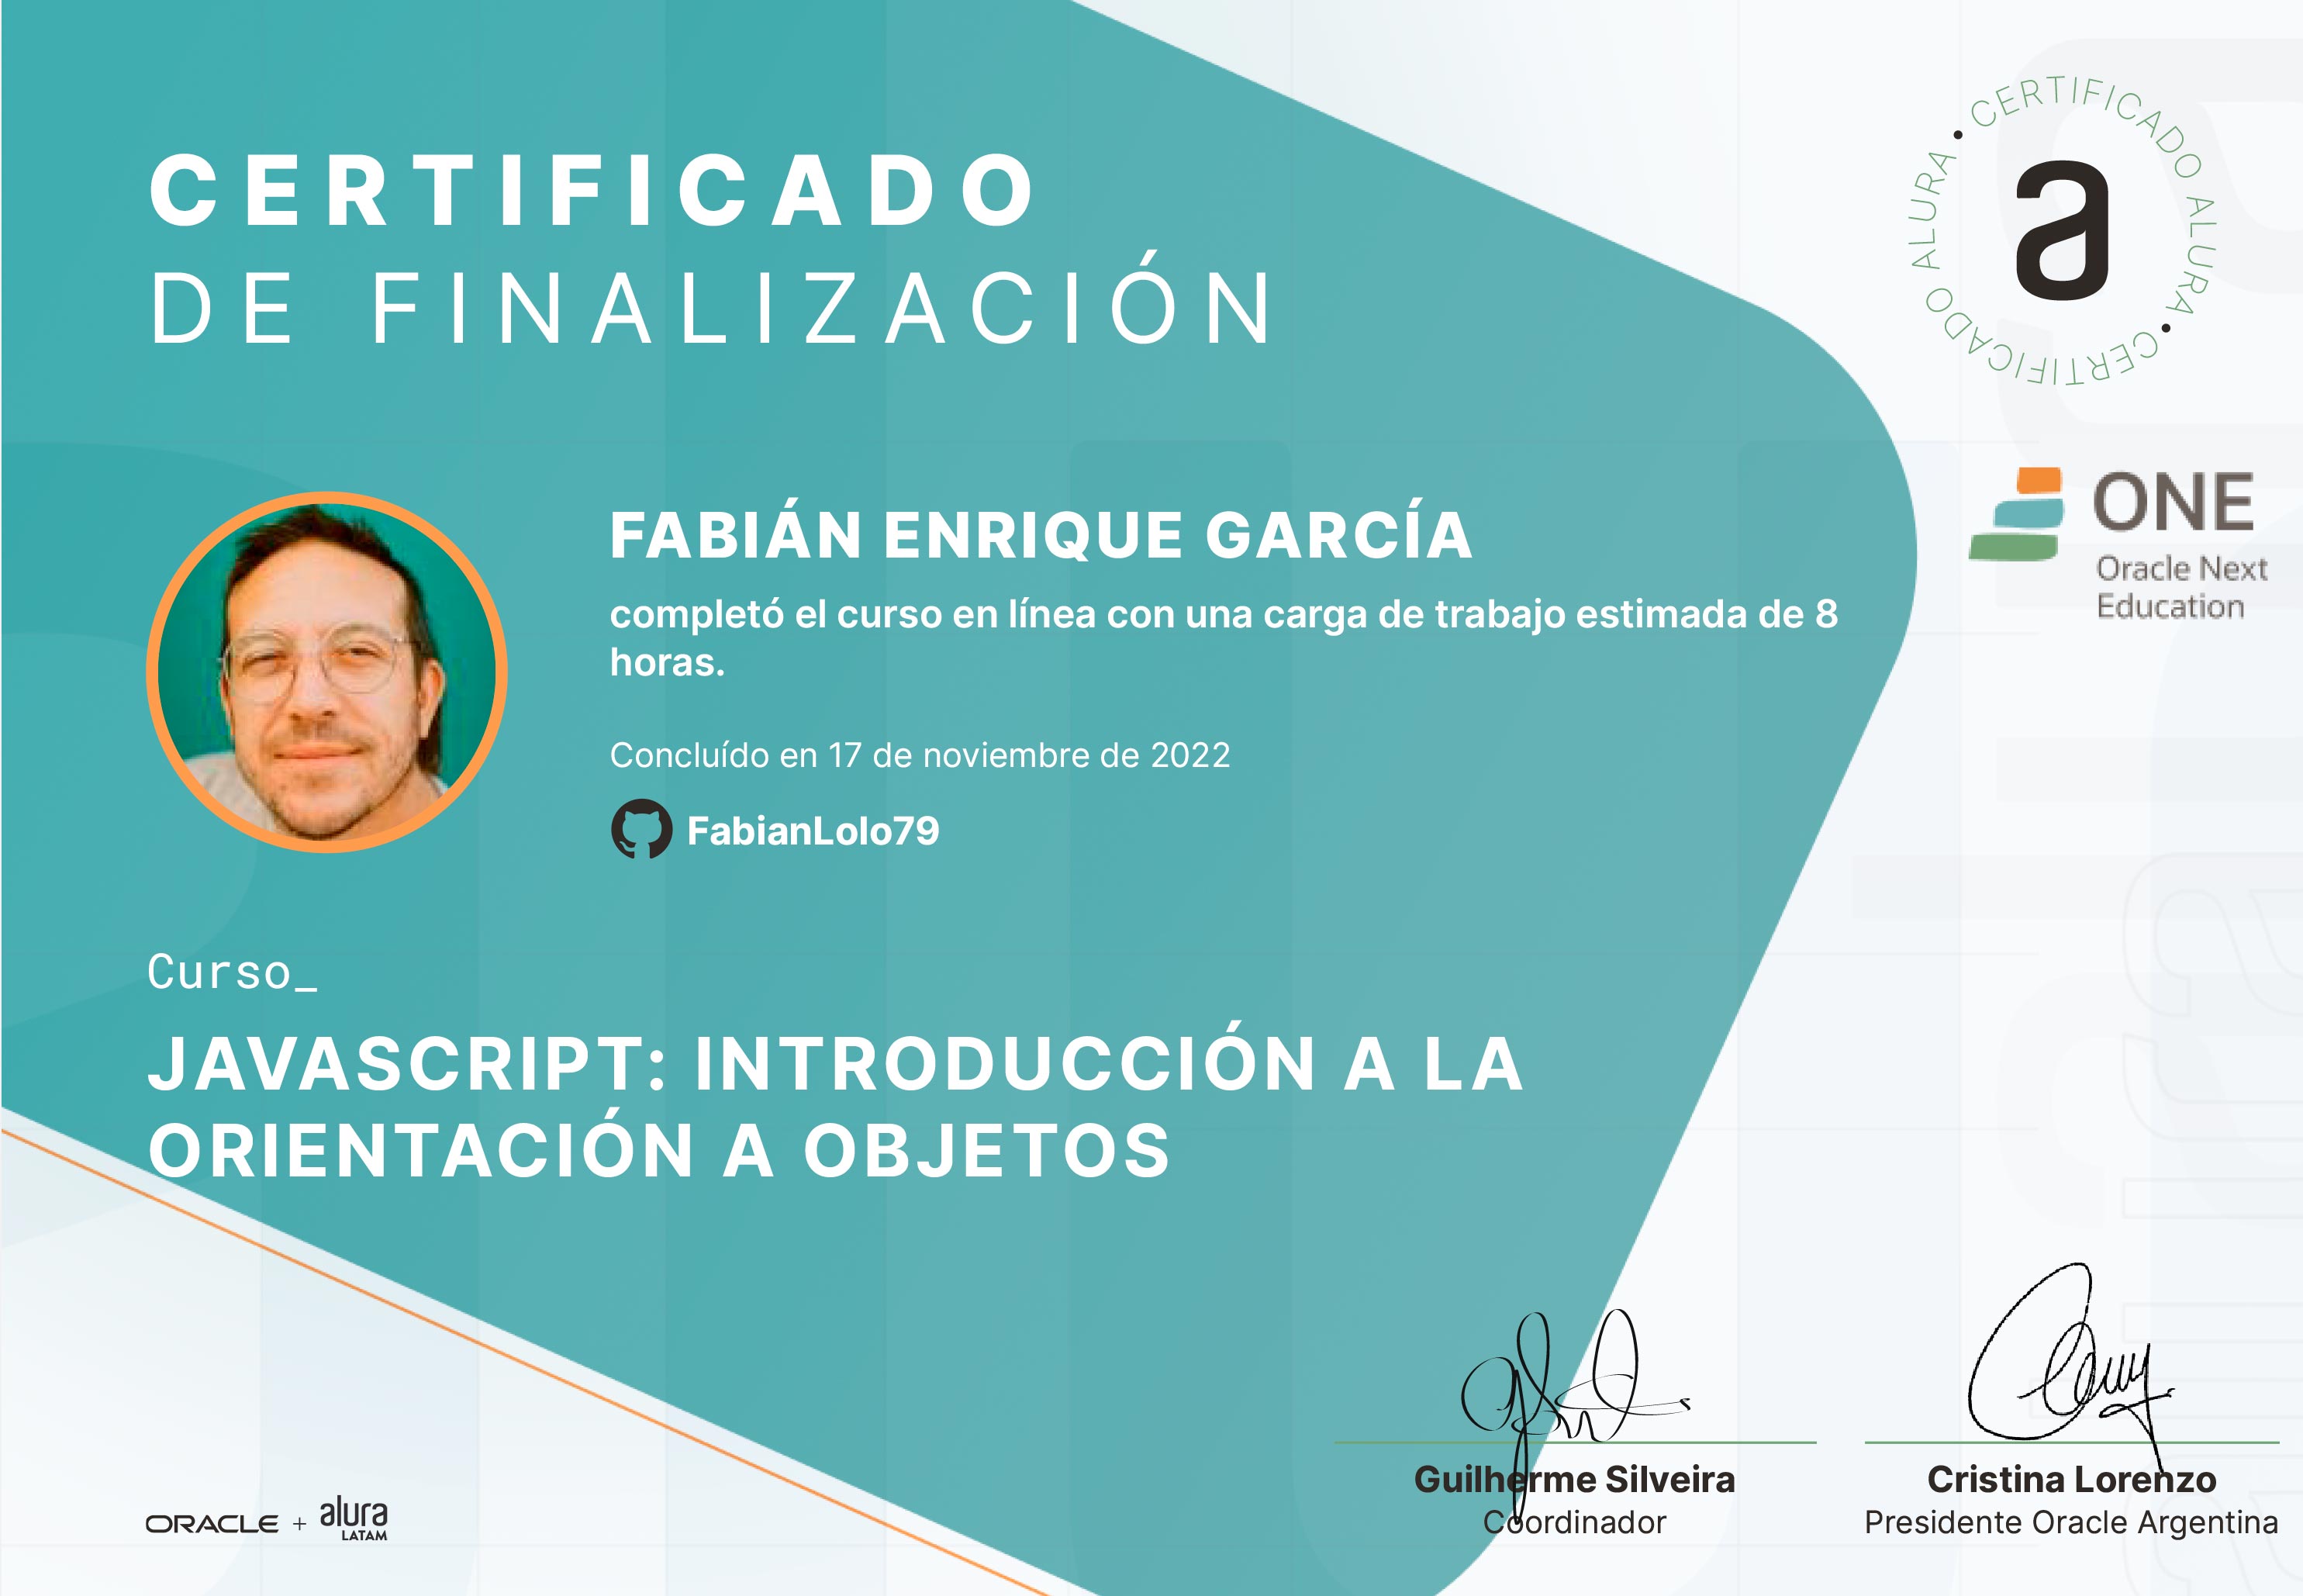 CERTIFICADO
DE FINALIZACIÓN
• CERTIFICADO ALURA • CERTIFICADO ALURA
a
ONE
Oracle Next
Education
FABIÁN ENRIQUE GARCÍA
completó el curso en línea con una carga de trabajo estimada de 8
horas.
Concluído en 17 de noviembre de 2022
FabianLolo79
Curso_
JAVASCRIPT: INTRODUCCIÓN A LA
ORIENTACIÓN A OBJETOS
Guilherme Silveira
Coordinador
Cristina Lorenzo
Presidente Oracle Argentina
ORACLE + alura
LATAM